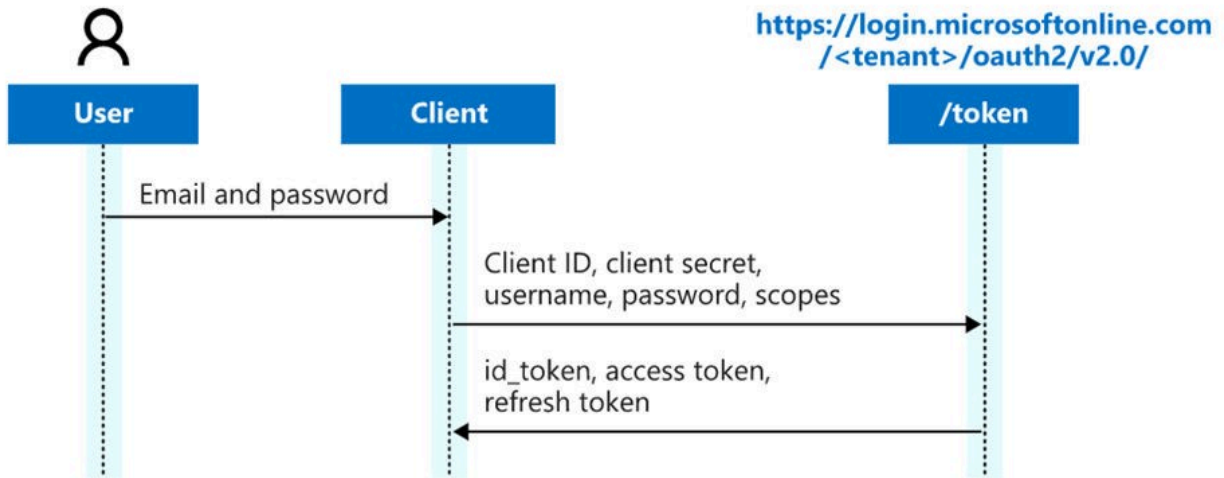 https://login.microsoftonline.com
/<tenant>/oauth2/v2.0/
User
Client
/token
Email and password
Client ID, client secret,
username, password, scopes
id_token, access token,
refresh token